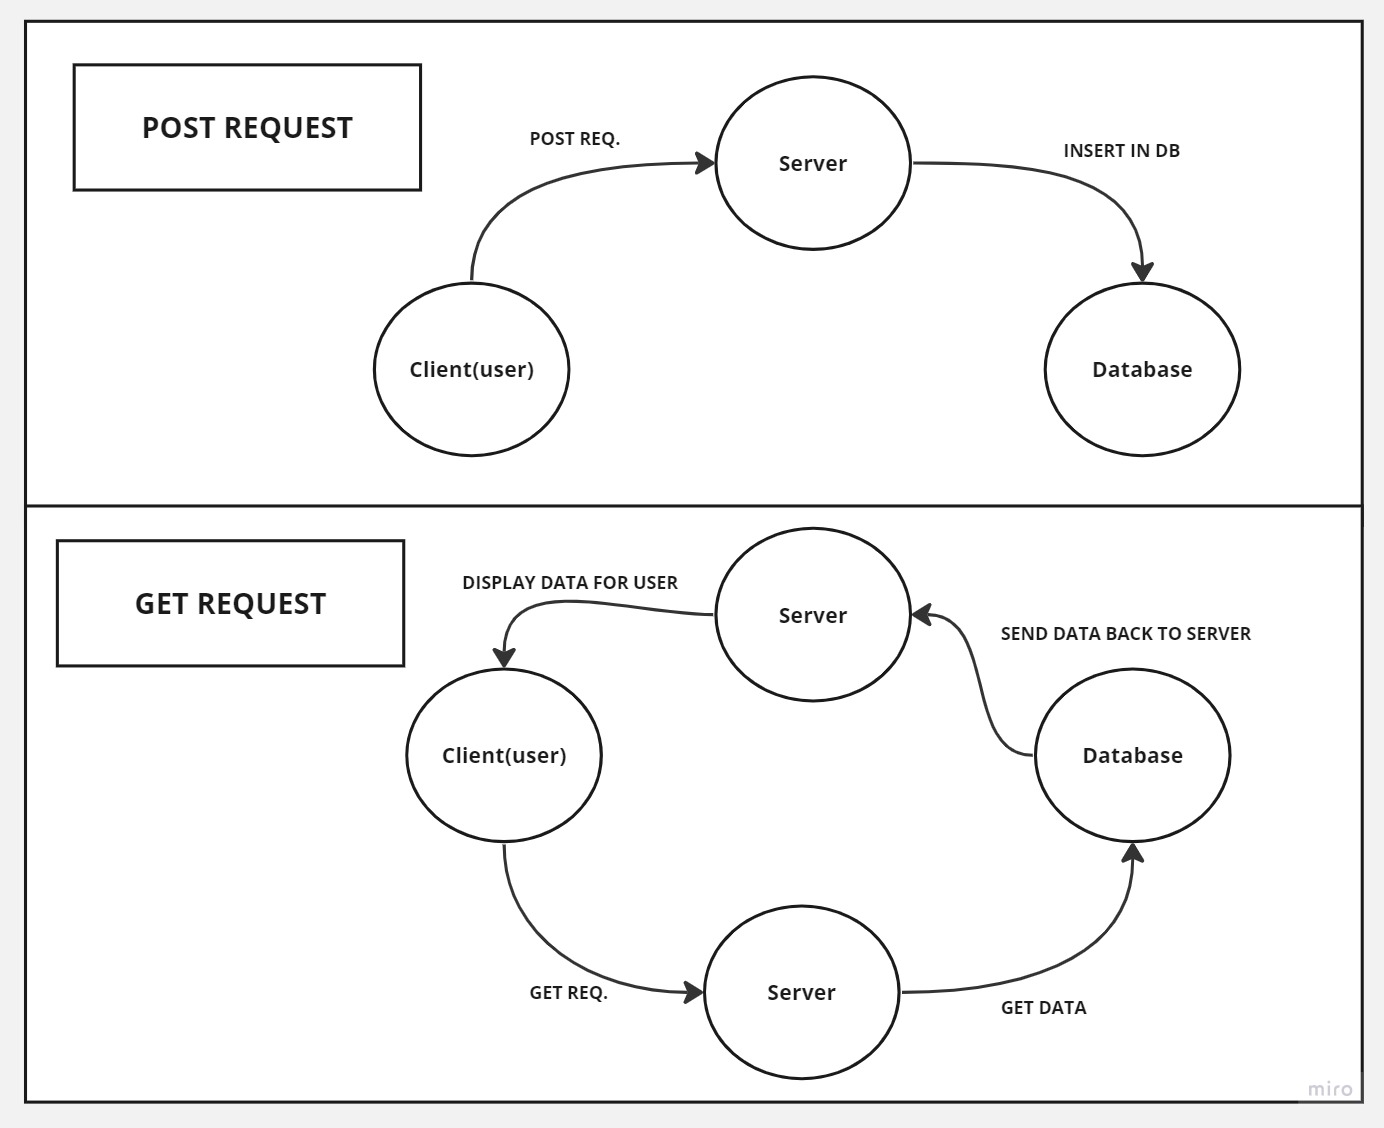 POST REQUEST
POST REQ.
Server
INSERT IN DB
Client(user)
Database
GET REQUEST
DISPLAY DATA FOR USER
Server
SEND DATA BACK TO SERVER
Client(user)
Database
GET REQ.
Server
GET DATA
miro